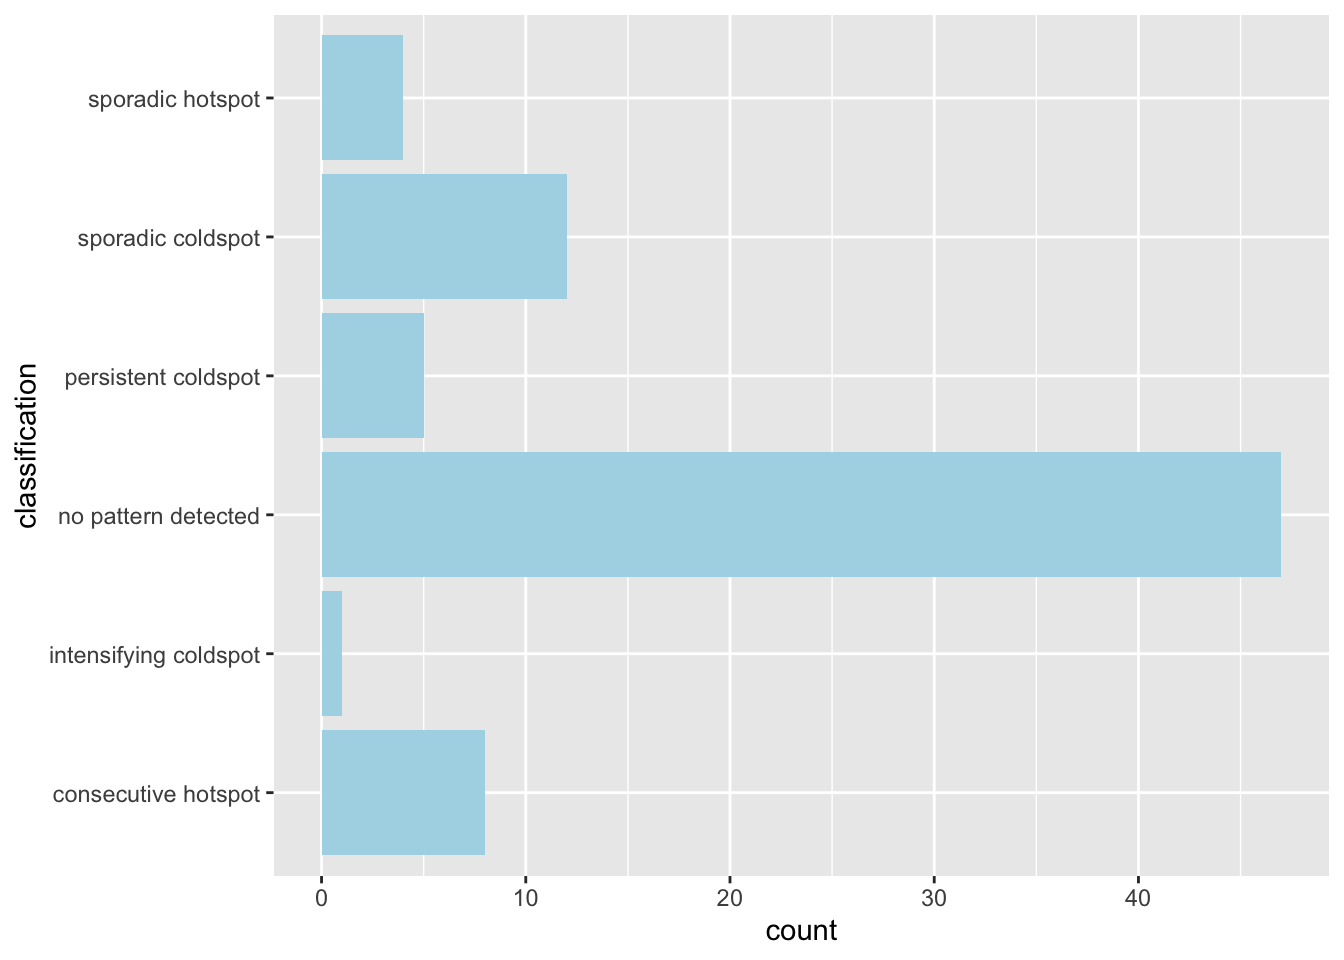 sporadic hotspot
sporadic coldspot
persistent coldspot
no pattern detected
intensifying coldspot
consecutive hotspot
classification
0 10 20 30 40
count